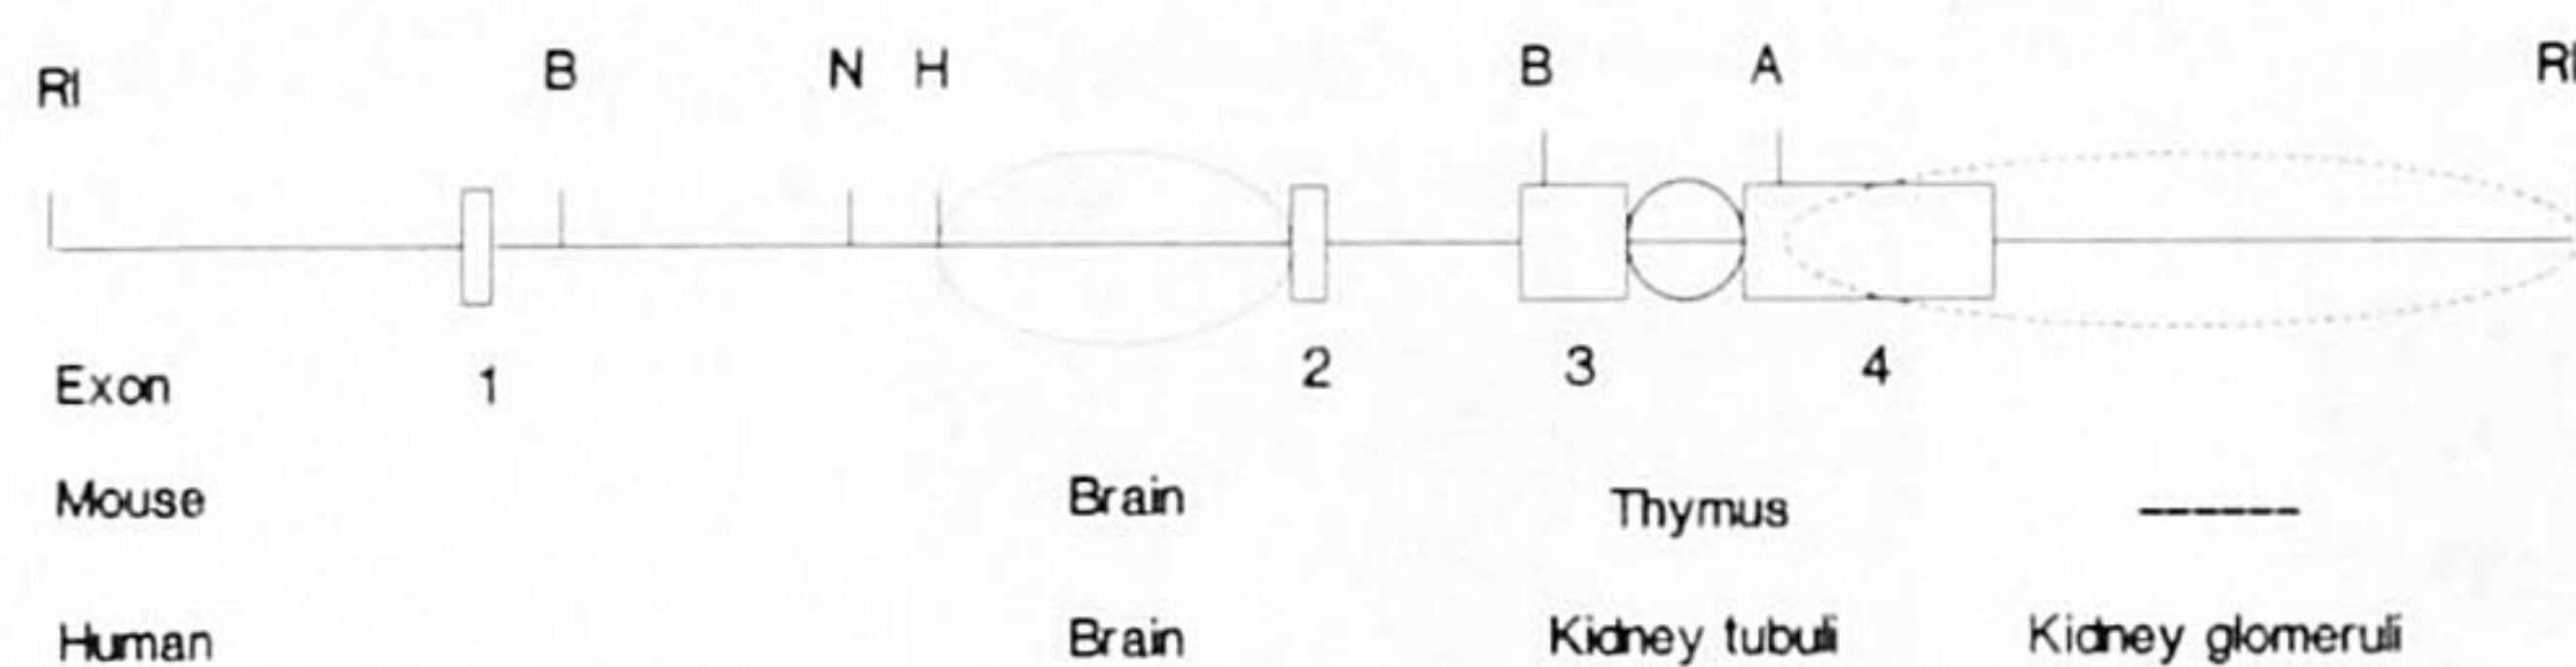 RI B N H B A RI
Exon 1 2 3 4
Mouse Brain Thymus ------
Human Brain Kidney tubuli Kidney glomeruli